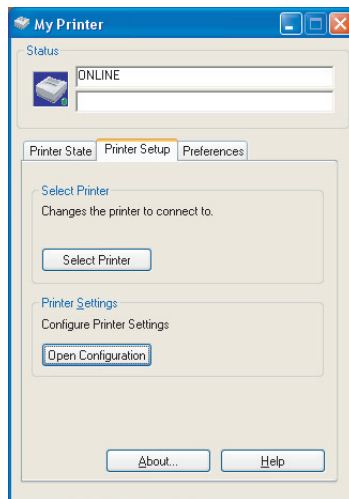 My Printer
Status
ONLINE
Printer State Printer Setup Preferences
Select Printer
Changes the printer to connect to.
Select Printer
Printer Settings
Configure Printer Settings
Open Configuration
About... Help